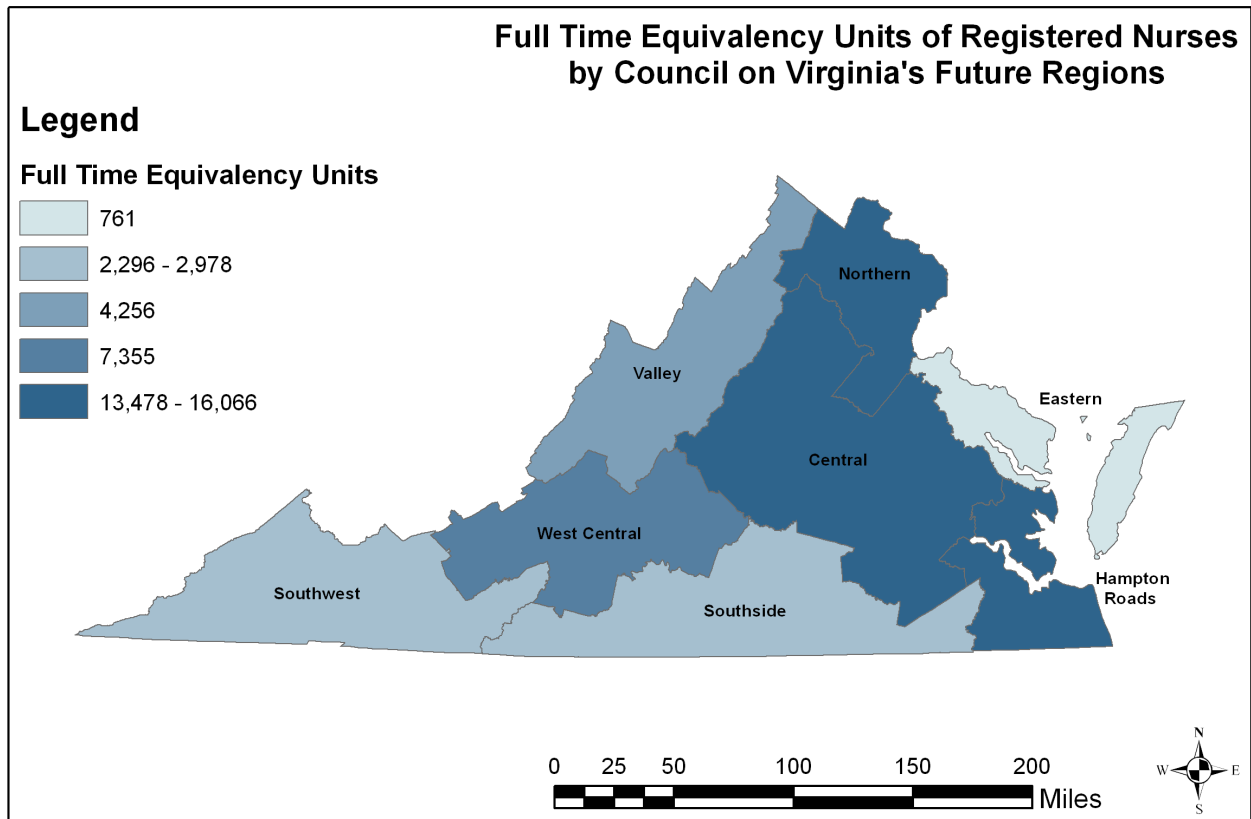 Full Time Equivalency Units of Registered Nurses
by Council on Virginia's Future Regions
Legend
Full Time Equivalency Units
761
2,296 - 2,978
4,256
7,355
13,478 - 16,066
Northern
Valley
Eastern
Central
West Central
Southwest
Southside
Hampton
Roads
0 25 50 100 150 200
Miles
N
W E
S